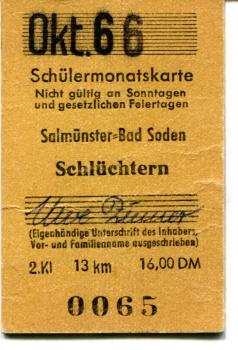 Okt.66
Schülermonatskarte
Nicht gültig an Sonntagen
und gesetzlichen Feiertagen
Salmünster-Bad Soden
Schlüchtern
Uwe
(Eigenhändige Unterschrift des Inhabers,
Vor- und Familienname ausgeschrieben)
2.Kl 13 km 16,00 DM
0065